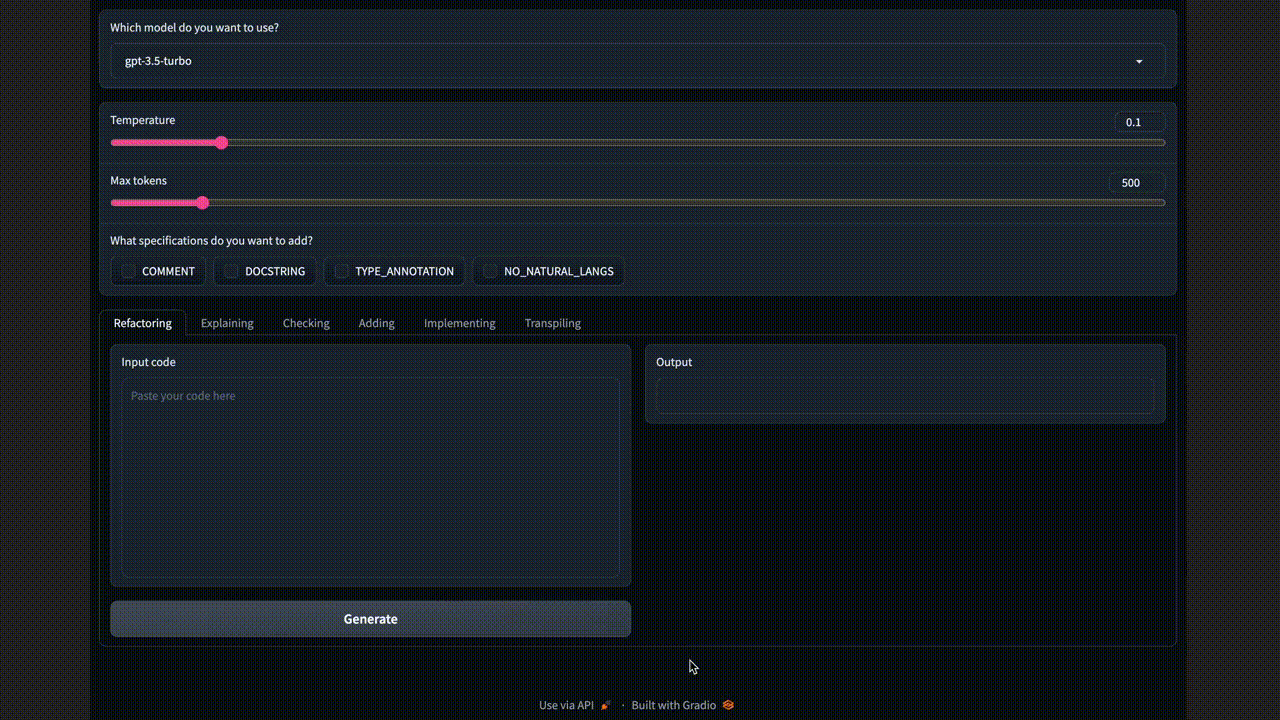 Which model do you want to use?
gpt-3.5-turbo
Temperature 0.1
Max tokens 500
What specifications do you want to add?
COMMENT DOCSTRING TYPE_ANNOTATION NO_NATURAL_LANGS
Refactoring Explaining Checking Adding Implementing Transpiling
Input code Output
Paste your code here
Generate
Use via API · Built with Gradio